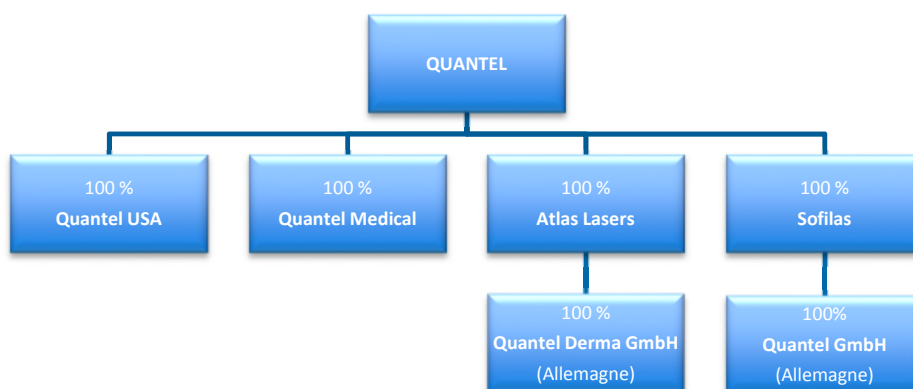 QUANTEL
100 %
Quantel USA
100 %
Quantel Medical
100 %
Atlas Lasers
100 %
Sofilas
100 %
Quantel Derma GmbH
(Allemagne)
100%
Quantel GmbH
(Allemagne)